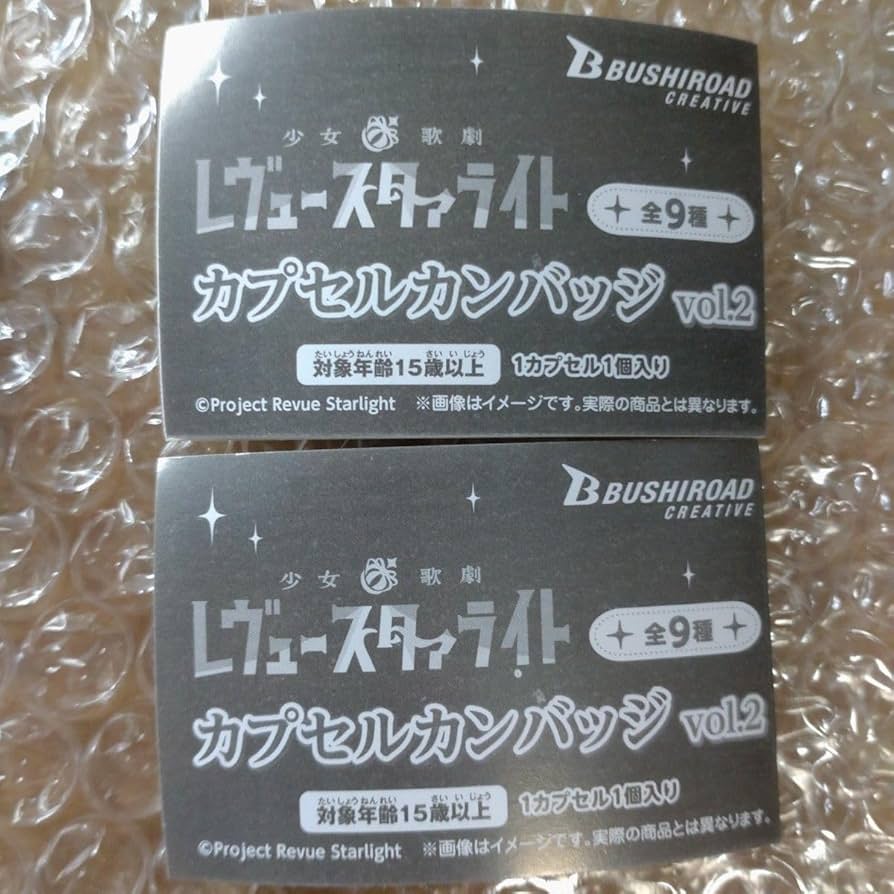 BUSHIROAD
CREATIVE
少女 歌劇
レヴュースタァライト
全9種
カプセルカンバッジ vol.2
たいしょうねんれい さいいじょう
対象年齢15歳以上 1カプセル1個入り
©Project Revue Starlight ※画像はイメージです。実際の商品とは異なります。
BUSHIROAD
CREATIVE
少女 歌劇
レヴュースタァライト
全9種
カプセルカンバッジ vol.2
たいしょうねんれい さいいじょう
対象年齢15歳以上 1カプセル1個入り
©Project Revue Starlight ※画像はイメージです。実際の商品とは異なります。